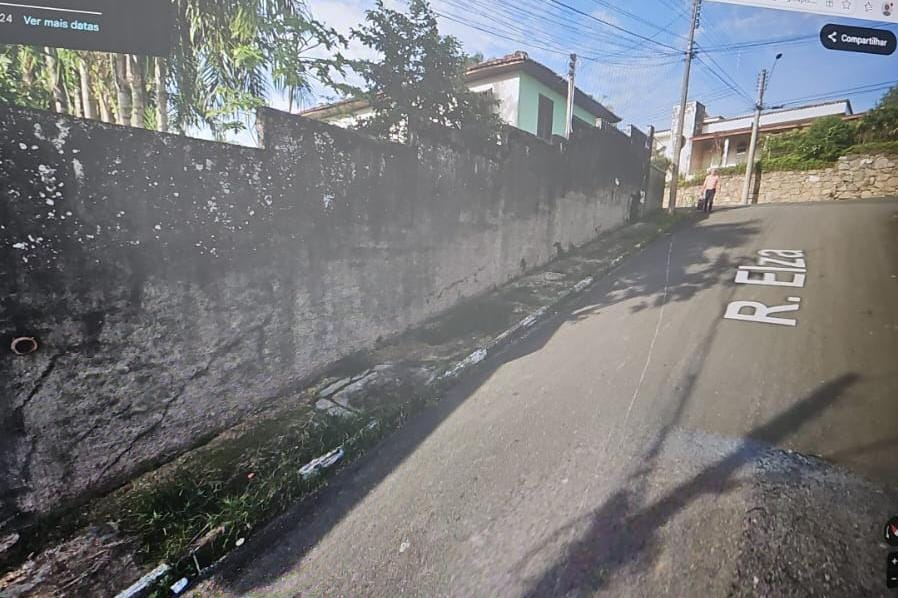 24 Ver mais datas
Compartilhar
R. Elza